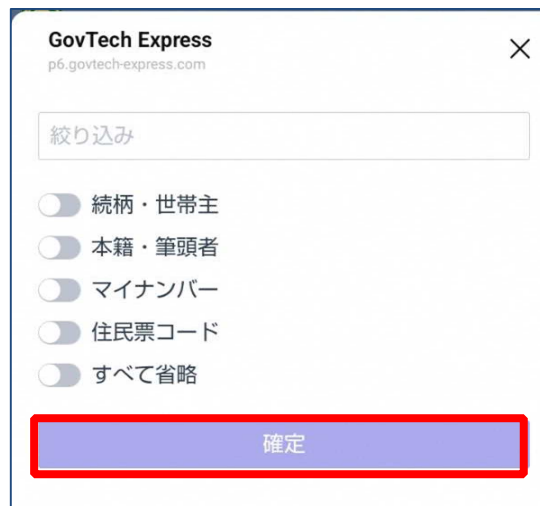 GovTech Express
p6.govtech-express.com
絞り込み
続柄・世帯主
本籍・筆頭者
マイナンバー
住民票コード
すべて省略
確定